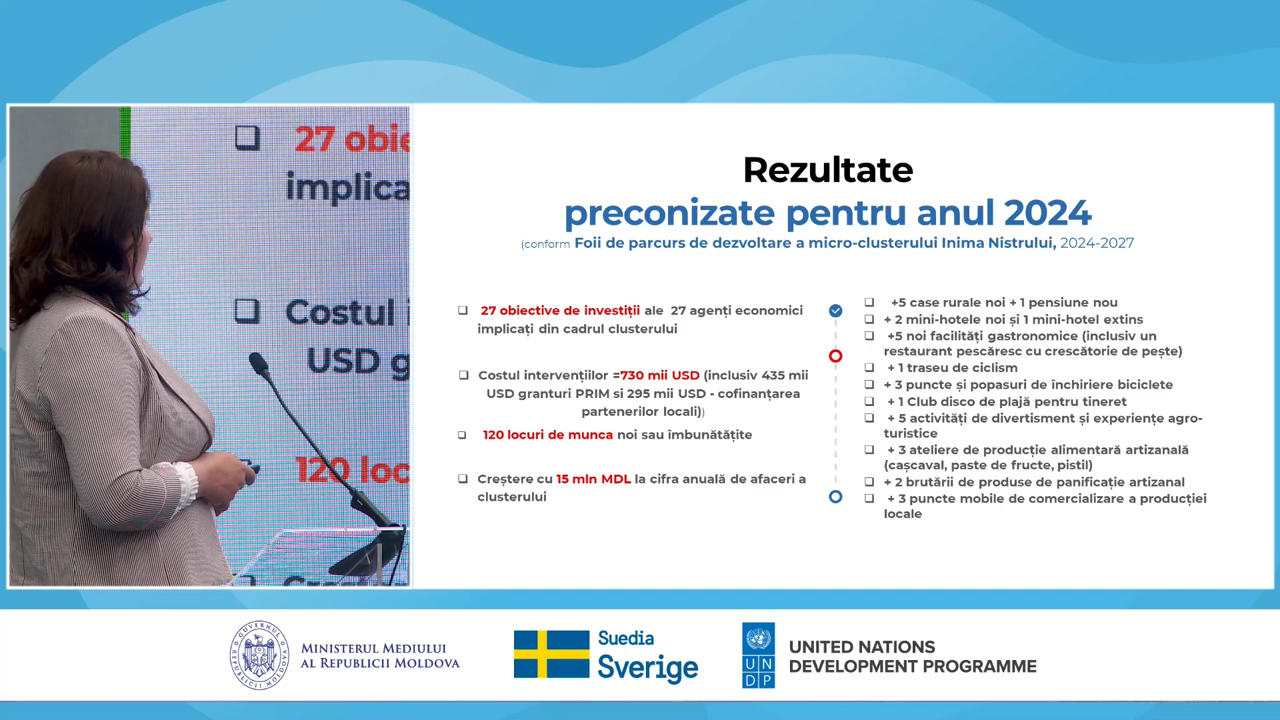 27 obie
implica
Costul i
USD g
120 loc
Rezultate
preconizate pentru anul 2024
(conform Foii de parcurs de dezvoltare a micro-clusterului Inima Nistrului, 2024-2027
27 obiective de investiții ale 27 agenți economici
implicați din cadrul clusterului
Costul intervențiilor =730 mii USD (inclusiv 435 mii
USD granturi PRIM si 295 mii USD - cofinanțarea
partenerilor locali))
120 locuri de munca noi sau îmbunătățite
Creștere cu 15 mln MDL la cifra anuală de afaceri a
clusterului
+5 case rurale noi + 1 pensiune nou
+ 2 mini-hotele noi și 1 mini-hotel extins
+5 noi facilități gastronomice (inclusiv un
restaurant pescăresc cu crescătorie de pește)
+ 1 traseu de ciclism
+ 3 puncte și popasuri de închiriere biciclete
+ 1 Club disco de plajă pentru tineret
+ 5 activități de divertisment și experiențe agro-
turistice
+ 3 ateliere de producție alimentară artizanală
(cașcaval, paste de fructe, pistil)
+ 2 brutării de produse de panificație artizanal
+ 3 puncte mobile de comercializare a producției
locale
MINISTERUL MEDIULUI
AL REPUBLICII MOLDOVA
Suedia
Sverige
UN
DP
UNITED NATIONS
DEVELOPMENT PROGRAMME